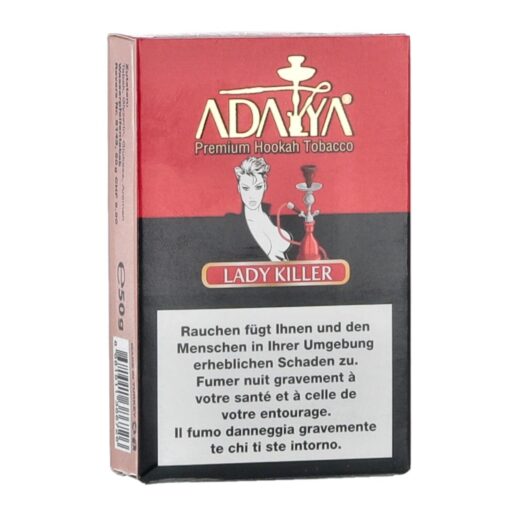 ADALYA
Premium Hookah Tobacco
LADY KILLER
Rauchen fügt Ihnen und den
Menschen in Ihrer Umgebung
erheblichen Schaden zu.
Fumer nuit gravement à
votre santé et à celle de
votre entourage.
Il fumo danneggia gravemente
te chi ti ste intorno.
℮50g